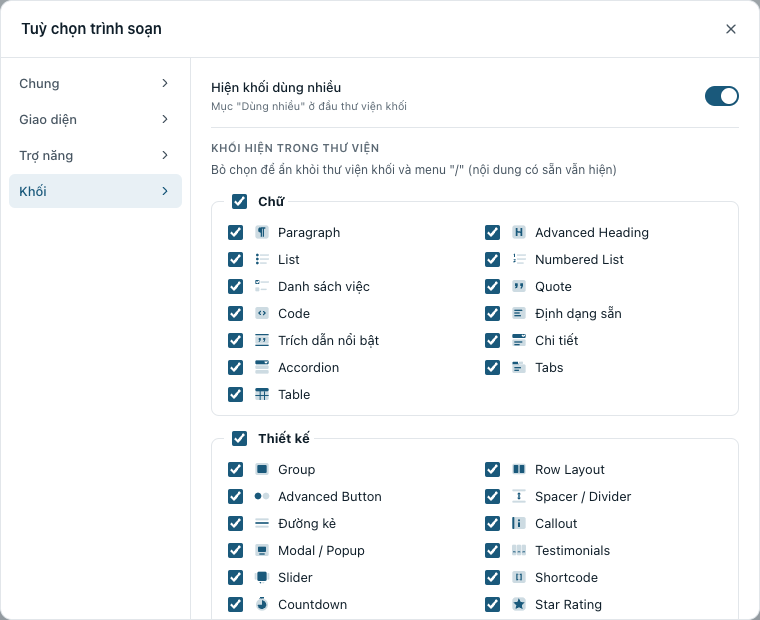 Tuỳ chọn trình soạn
Chung
Giao diện
Trợ năng
Khối
Hiện khối dùng nhiều
Mục "Dùng nhiều" ở đầu thư viện khối
KHỐI HIỆN TRONG THƯ VIỆN
Bỏ chọn để ẩn khỏi thư viện khối và menu "/" (nội dung có sẵn vẫn hiện)
Chữ
Paragraph
Advanced Heading
List
Numbered List
Danh sách việc
Quote
Code
Định dạng sẵn
Trích dẫn nổi bật
Chi tiết
Accordion
Tabs
Table
Thiết kế
Group
Row Layout
Advanced Button
Spacer / Divider
Đường kẻ
Callout
Modal / Popup
Testimonials
Slider
Shortcode
Countdown
Star Rating